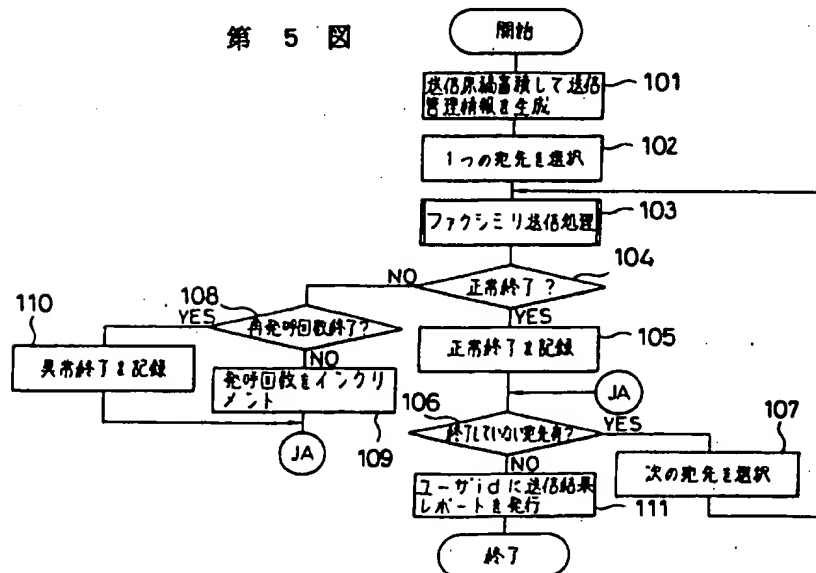 第 5 図
開始
送信原稿蓄積して送信
管理情報を生成
101
1つの宛先を選択
102
ファクシミリ送信処理
103
正常終了?
104
NO
YES
正常終了を記録
105
108
再発呼回数終了?
YES
NO
110
異常終了を記録
発呼回数をインクリ
メント
109
JA
JA
106
終了していない宛先有?
YES
NO
107
次の宛先を選択
ユーザidに送信結果
レポートを発行
111
終了